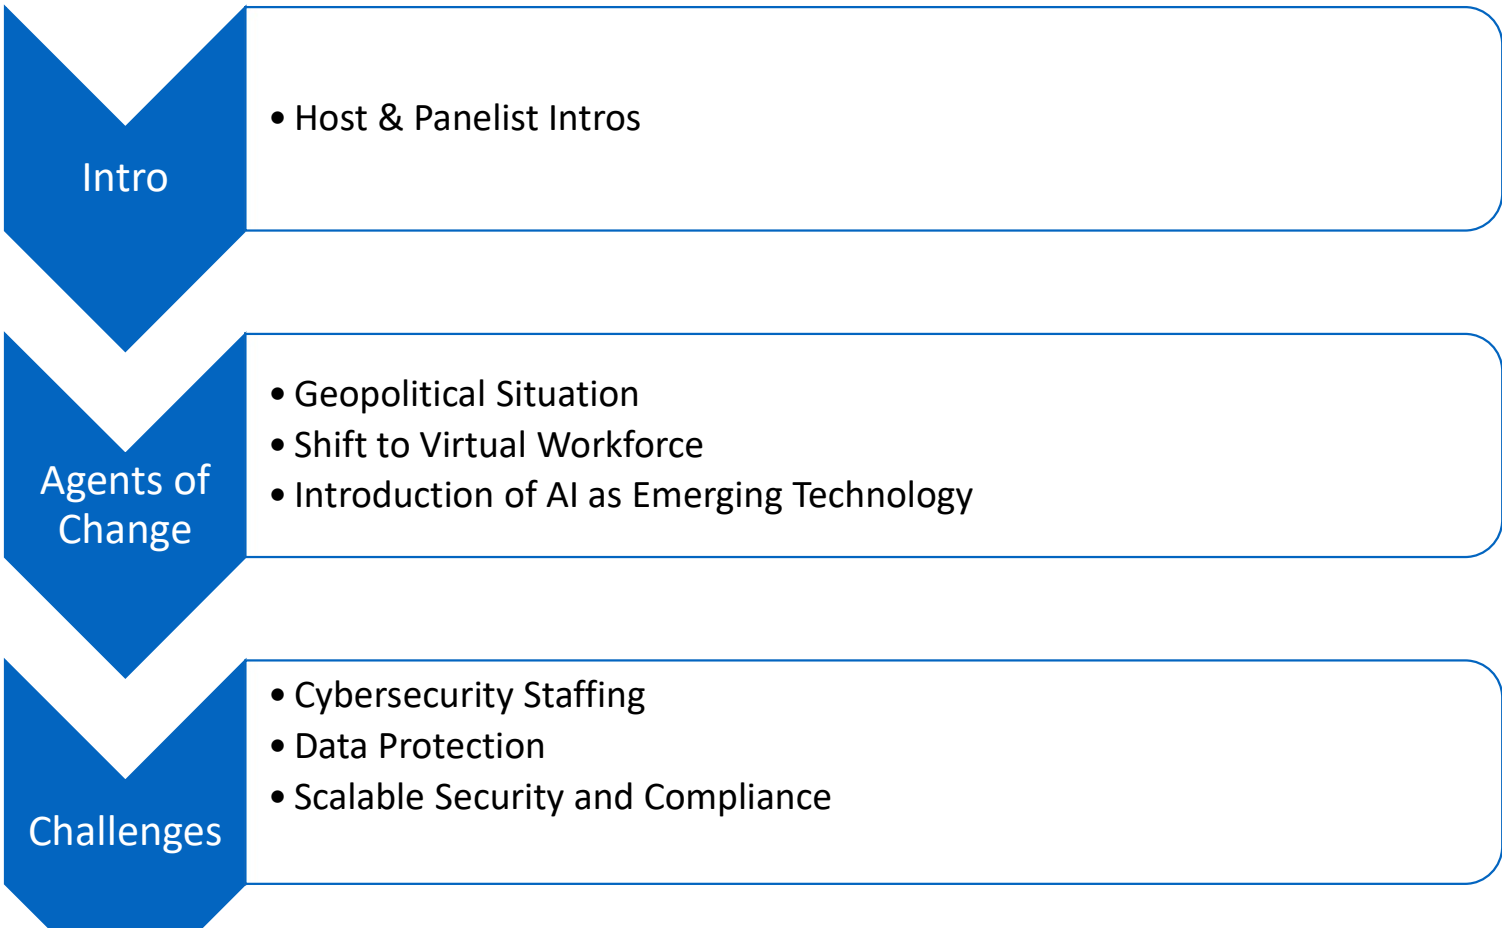 Intro
• Host & Panelist Intros
Agents of
Change
• Geopolitical Situation
• Shift to Virtual Workforce
• Introduction of AI as Emerging Technology
Challenges
• Cybersecurity Staffing
• Data Protection
• Scalable Security and Compliance